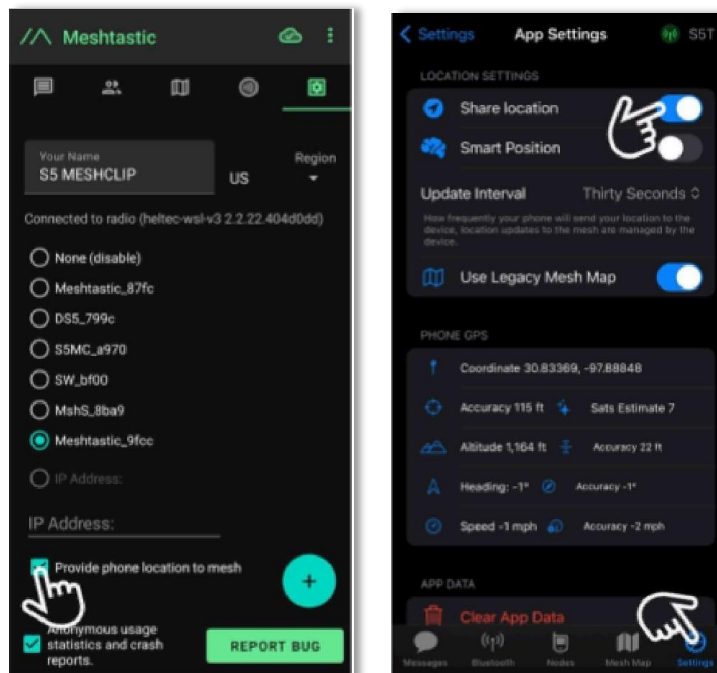 Meshtastic
Your Name
S5 MESHCLIP
US
Region
Connected to radio (heltec-wsl-v3 2.2.22.404d0dd)
None (disable)
Meshtastic_87fc
DS5_799c
S5MC_a970
SW_bf00
MshS_8ba9
Meshtastic_9fcc
IP Address:
IP Address:
Provide phone location to mesh
Anonymous usage
statistics and crash
reports.
REPORT BUG
Settings App Settings S5T
LOCATION SETTINGS
Share location
Smart Position
Update Interval Thirty Seconds
How frequently your phone will send your location to the
device, location updates to the mesh are managed by the
device.
Use Legacy Mesh Map
PHONE GPS
Coordinate 30.83369, -97.88848
Accuracy 115 ft Sats Estimate 7
Altitude 1,164 ft Accuracy 22 ft
Heading: -1° Accuracy -1°
Speed -1 mph Accuracy -2 mph
APP DATA
Clear App Data
Messages Bluetooth Nodes Mesh Map Settings